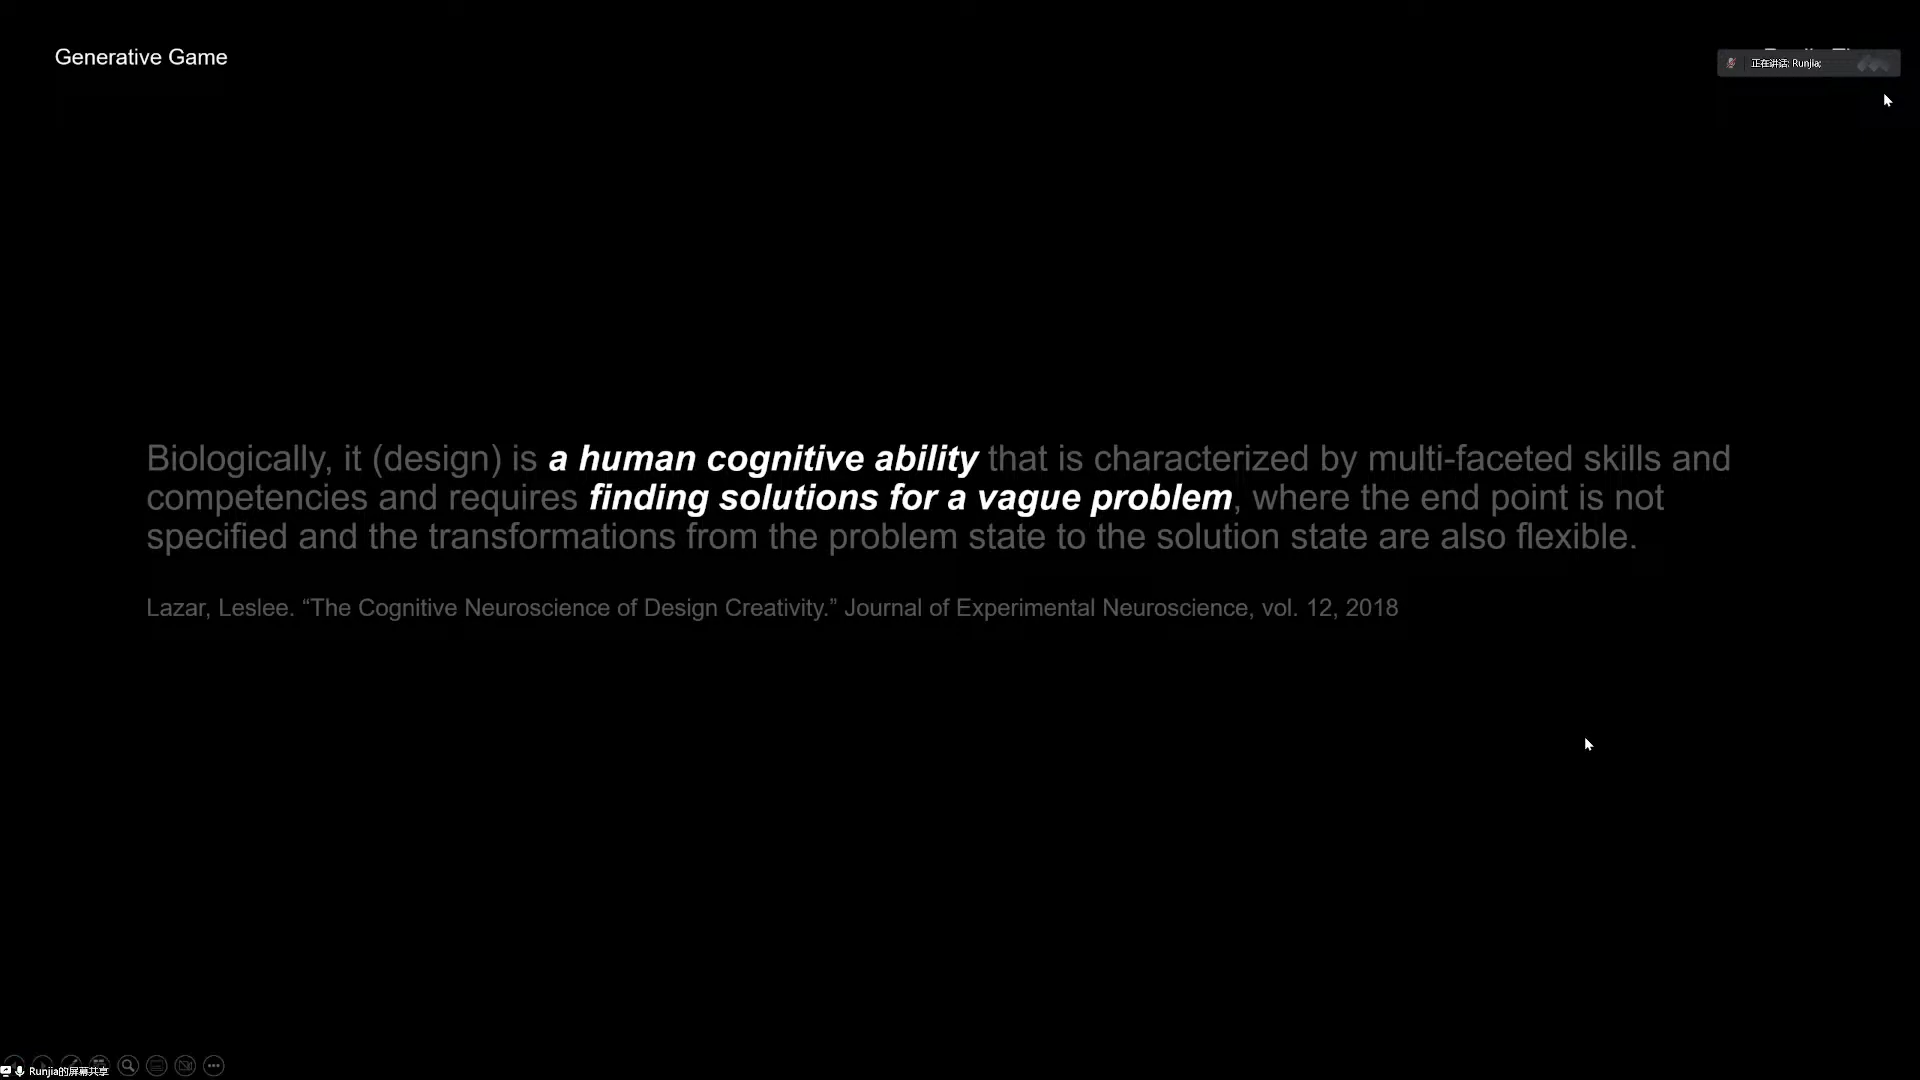 Generative Game
正在讲话: Runjia;
Biologically, it (design) is a human cognitive ability that is characterized by multi-faceted skills and
competencies and requires finding solutions for a vague problem, where the end point is not
specified and the transformations from the problem state to the solution state are also flexible.
Lazar, Leslee. “The Cognitive Neuroscience of Design Creativity.” Journal of Experimental Neuroscience, vol. 12, 2018
Runjia的屏幕共享